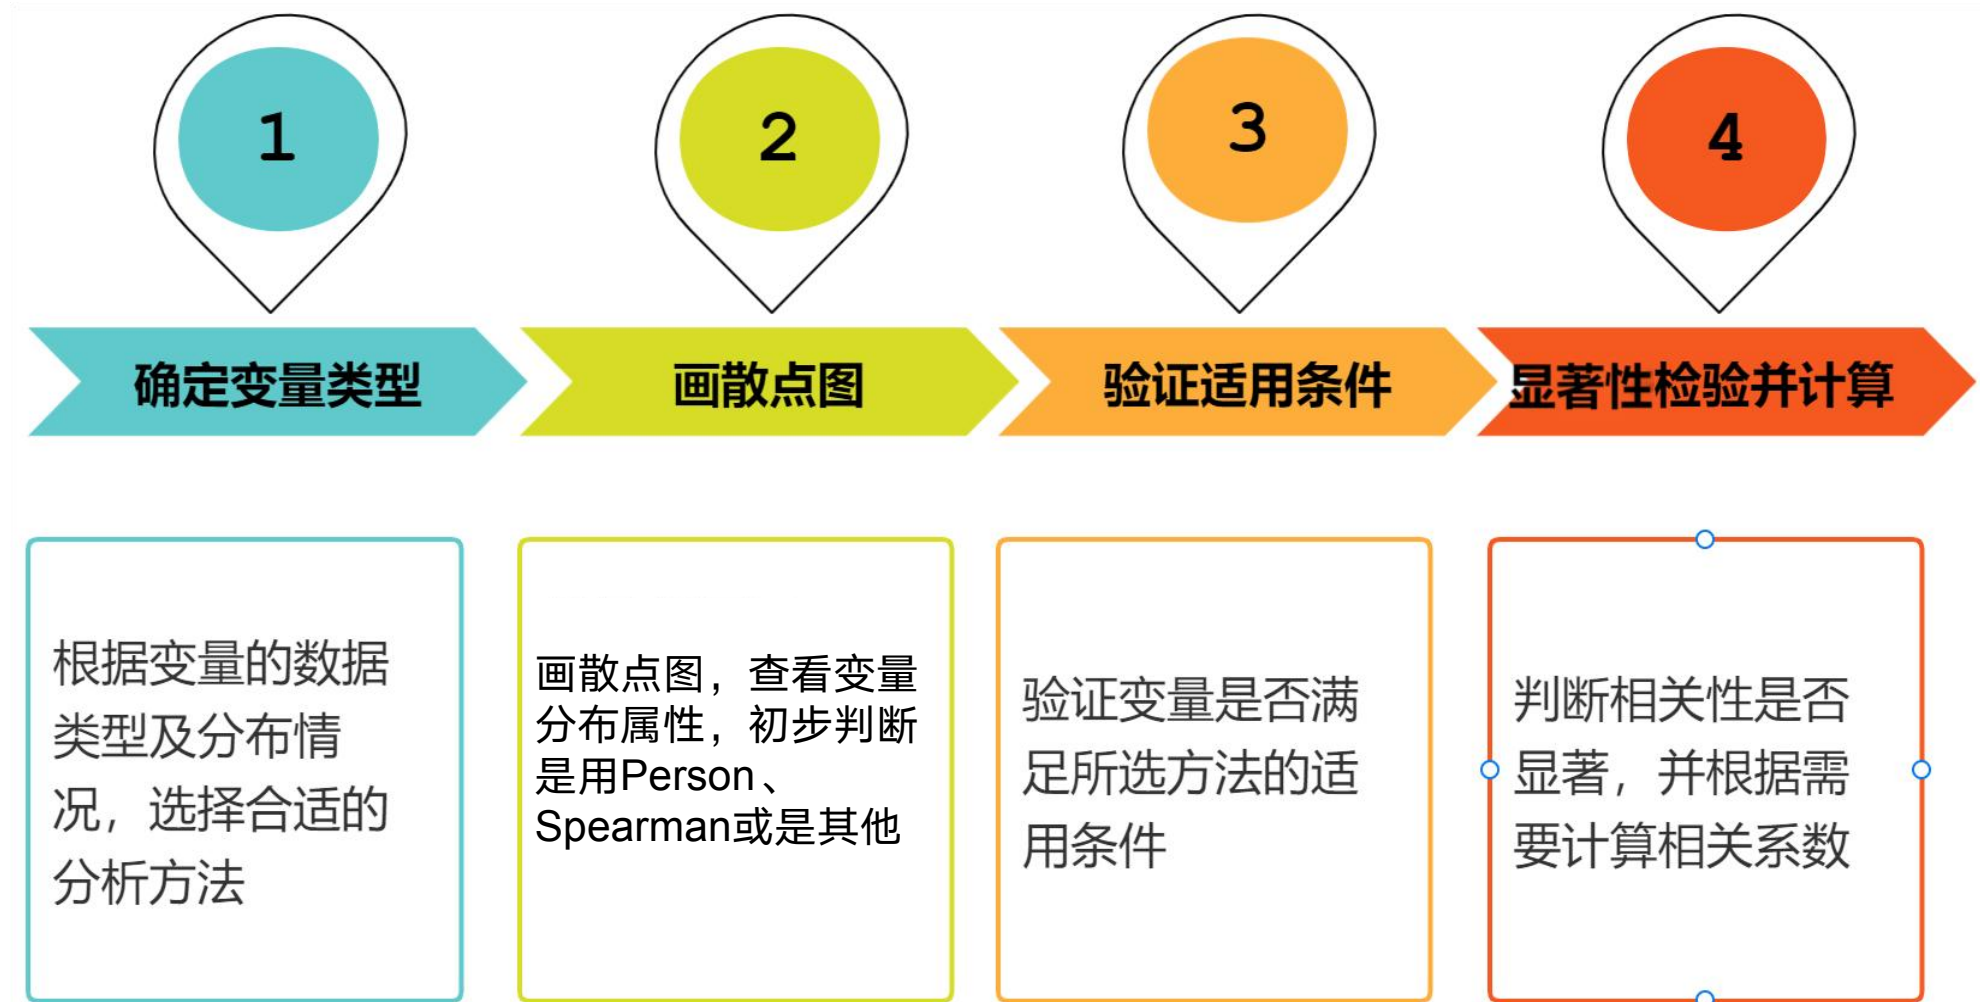 1
2
3
4
确定变量类型
画散点图
验证适用条件
显著性检验并计算
根据变量的数据
类型及分布情
况，选择合适的
分析方法
画散点图，查看变量
分布属性，初步判断
是用Person、
Spearman或是其他
验证变量是否满
足所选方法的适
用条件
判断相关性是否
显著，并根据需
要计算相关系数